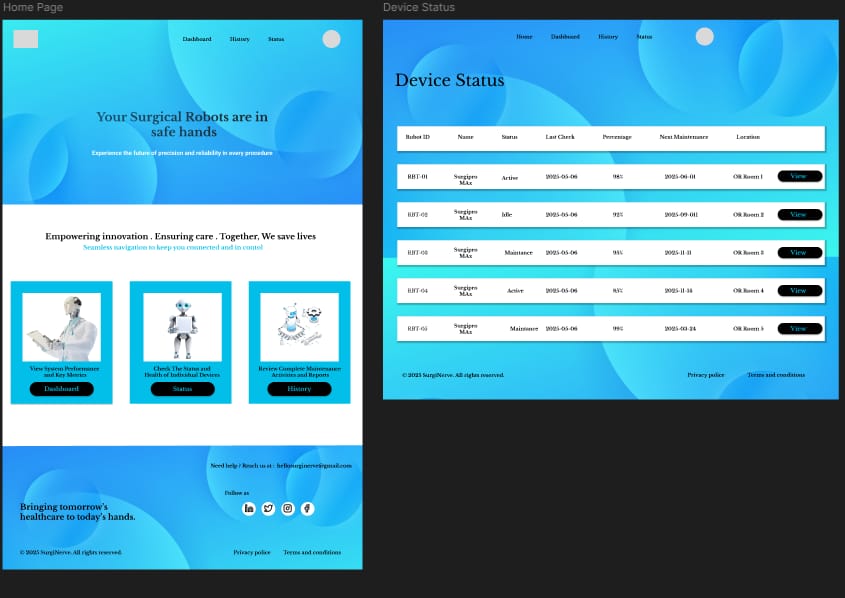 Home Page
Dashboard History Status
Your Surgical Robots are in
safe hands
Experience the future of precision and reliability in every procedure
Empowering innovation . Ensuring care . Together, We save lives
Seamless navigation to keep you connected and in contol
View System Performance
and Key Metrics
Dashboard
Check The Status and
Health of Individual Devices
Status
Review Complete Maintenance
Activities and Reports
History
Need help ? Reach us at : hellosurginerve@gmail.com
Follow us
Bringing tomorrow's
healthcare to today's hands.
© 2025 SurgiNerve. All rights reserved.
Privacy police
Terms and conditions
Device Status
Home Dashboard History Status
Device Status
Robot ID Name Status Last Check Percentage Next Maintenance Location
RBT-01 Surgipro MAx Active 2025-05-06 98% 2025-06-01 OR Room 1 View
RBT-02 Surgipro MAx Idle 2025-05-06 92% OR Room 2 View
RBT-03 Surgipro MAx Maintance 2025-05-06 95% 2025-11-11 OR Room 3 View
RBT-04 Surgipro MAx Active 2025-05-06 85% 2025-11-18 OR Room 4 View
RBT-05 Surgipro MAx Maintance 2025-05-06 99% 2025-03-24 OR Room 5 View
© 2025 SurgiNerve. All rights reserved.
Privacy police
Terms and conditions